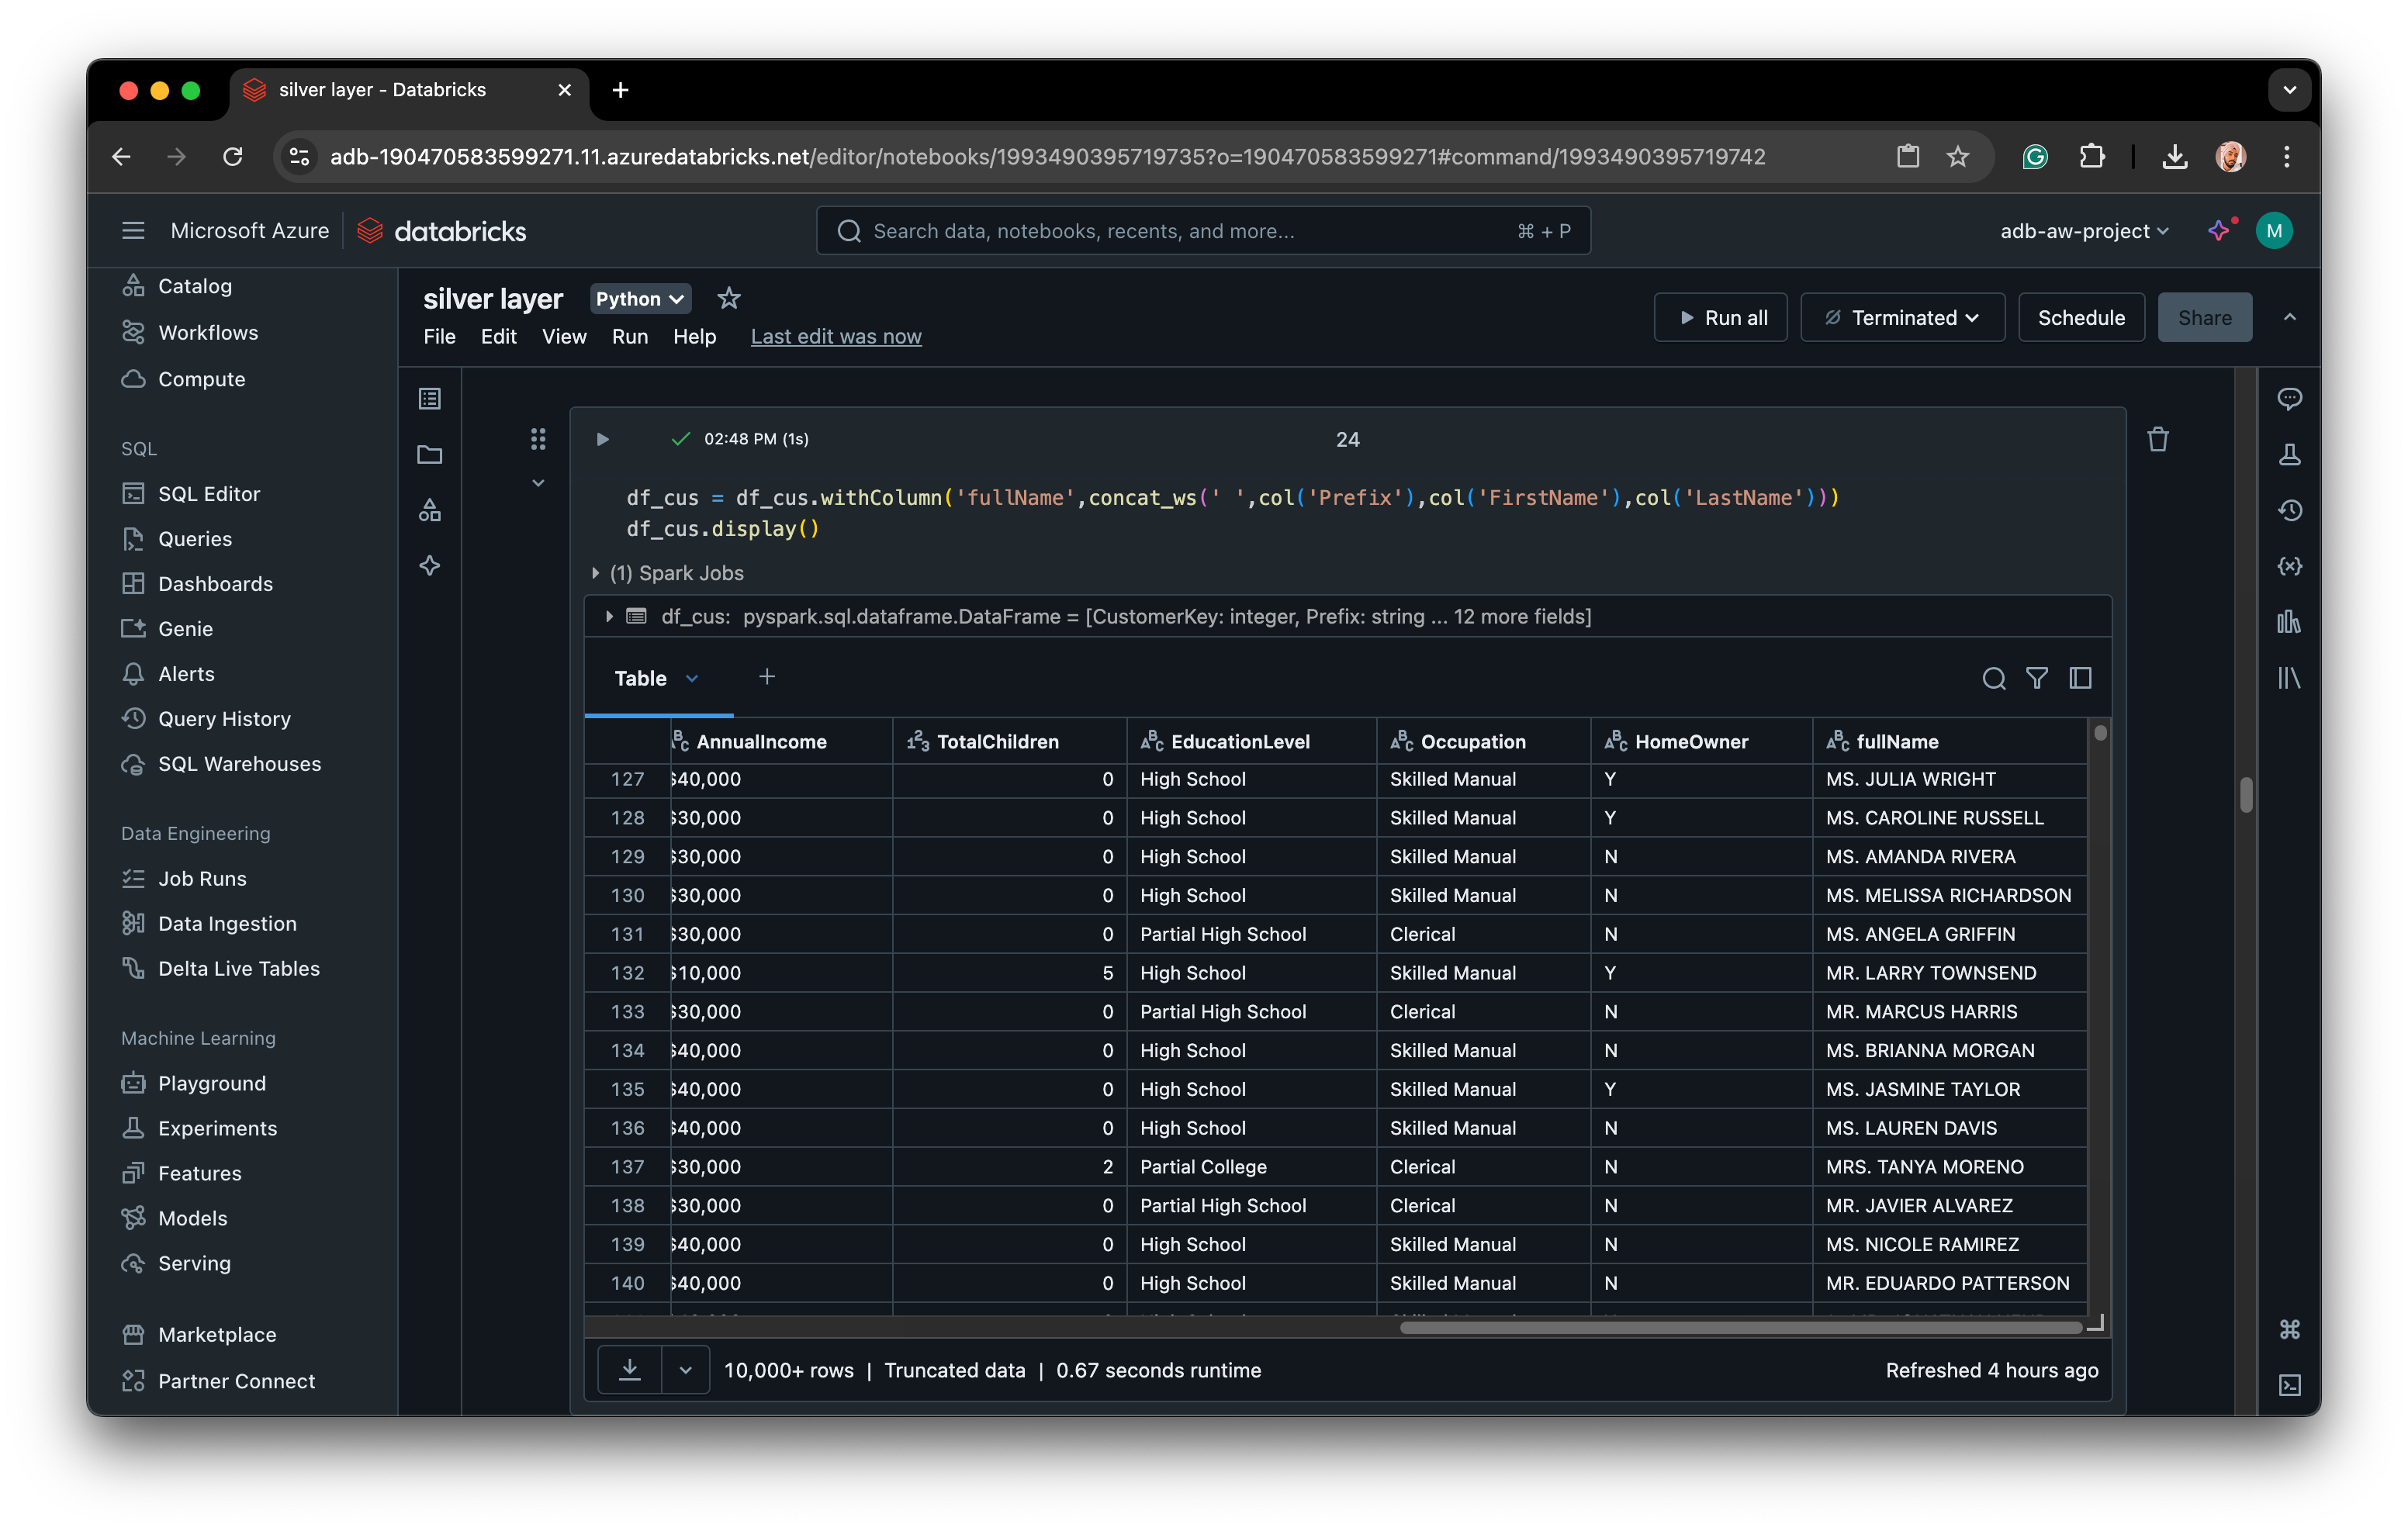 silver layer - Databricks
adb-190470583599271.11.azuredatabricks.net/editor/notebooks/1993490395719735?o=190470583599271#command/1993490395719742
Microsoft Azure databricks Search data, notebooks, recents, and more... ⌘ + P adb-aw-project M
Catalog
Workflows
Compute
SQL
SQL Editor
Queries
Dashboards
Genie
Alerts
Query History
SQL Warehouses
Data Engineering
Job Runs
Data Ingestion
Delta Live Tables
Machine Learning
Playground
Experiments
Features
Models
Serving
Marketplace
Partner Connect
silver layer Python
File Edit View Run Help Last edit was now
Run all Terminated Schedule Share
02:48 PM (1s) 24
df_cus = df_cus.withColumn('fullName',concat_ws(' ',col('Prefix'),col('FirstName'),col('LastName')))
df_cus.display()
(1) Spark Jobs
df_cus: pyspark.sql.dataframe.DataFrame = [CustomerKey: integer, Prefix: string ... 12 more fields]
Table
AnnualIncome TotalChildren EducationLevel Occupation HomeOwner fullName
127 $40,000 0 High School Skilled Manual Y MS. JULIA WRIGHT
128 $30,000 0 High School Skilled Manual Y MS. CAROLINE RUSSELL
129 $30,000 0 High School Skilled Manual N MS. AMANDA RIVERA
130 $30,000 0 High School Skilled Manual N MS. MELISSA RICHARDSON
131 $30,000 0 Partial High School Clerical N MS. ANGELA GRIFFIN
132 $10,000 5 High School Skilled Manual Y MR. LARRY TOWNSEND
133 $30,000 0 Partial High School Clerical N MR. MARCUS HARRIS
134 $40,000 0 High School Skilled Manual N MS. BRIANNA MORGAN
135 $40,000 0 High School Skilled Manual Y MS. JASMINE TAYLOR
136 $40,000 0 High School Skilled Manual N MS. LAUREN DAVIS
137 $30,000 2 Partial College Clerical N MRS. TANYA MORENO
138 $30,000 0 Partial High School Clerical N MR. JAVIER ALVAREZ
139 $40,000 0 High School Skilled Manual N MS. NICOLE RAMIREZ
140 $40,000 0 High School Skilled Manual N MR. EDUARDO PATTERSON
10,000+ rows | Truncated data | 0.67 seconds runtime Refreshed 4 hours ago